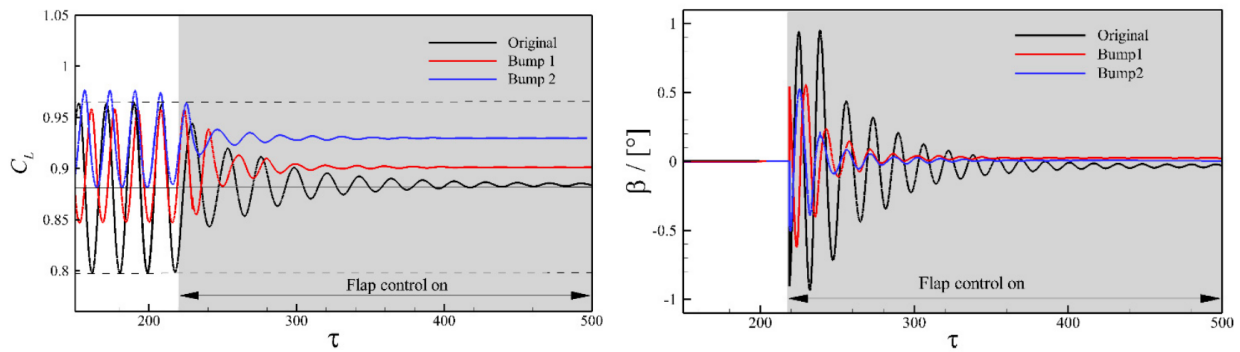 1.05
1
0.95
0.9
0.85
0.8
C_L
Original
Bump 1
Bump 2
Flap control on
200
300
400
500
τ
1
0.5
0
-0.5
-1
β / [°]
Original
Bump1
Bump2
Flap control on
200
300
400
500
τ